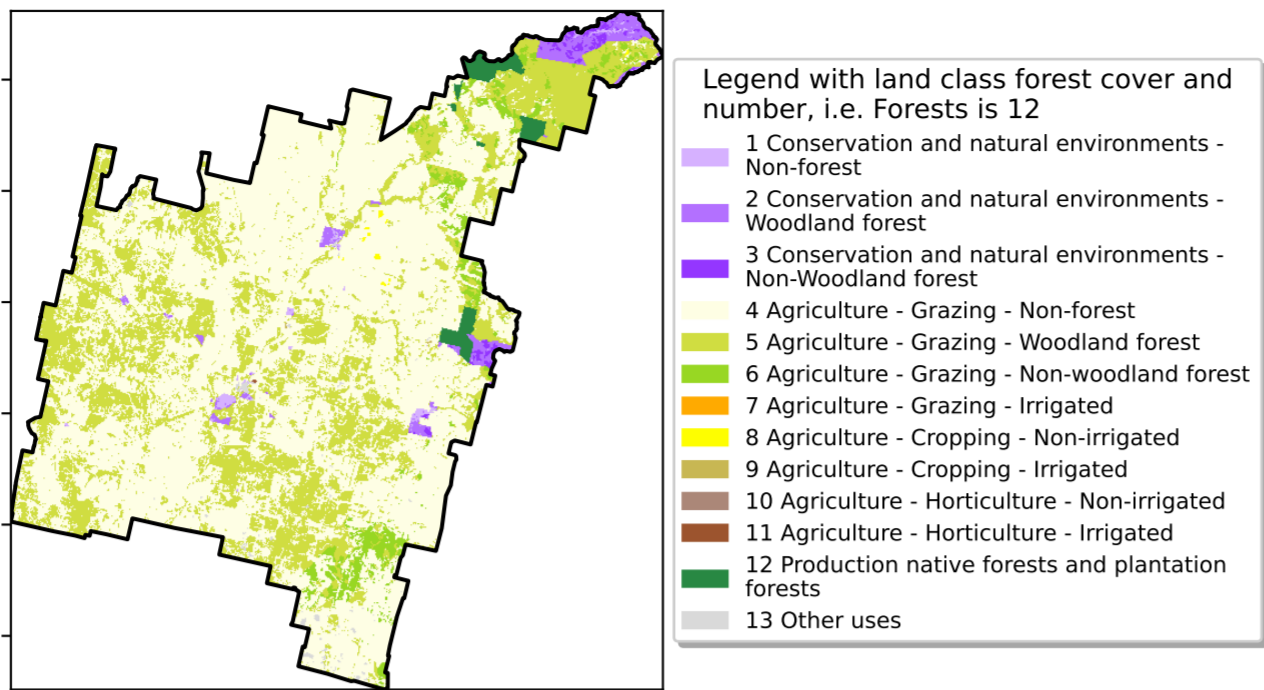 Legend with land class forest cover and
number, i.e. Forests is 12
1 Conservation and natural environments -
Non-forest
2 Conservation and natural environments -
Woodland forest
3 Conservation and natural environments -
Non-Woodland forest
4 Agriculture - Grazing - Non-forest
5 Agriculture - Grazing - Woodland forest
6 Agriculture - Grazing - Non-woodland forest
7 Agriculture - Grazing - Irrigated
8 Agriculture - Cropping - Non-irrigated
9 Agriculture - Cropping - Irrigated
10 Agriculture - Horticulture - Non-irrigated
11 Agriculture - Horticulture - Irrigated
12 Production native forests and plantation
forests
13 Other uses